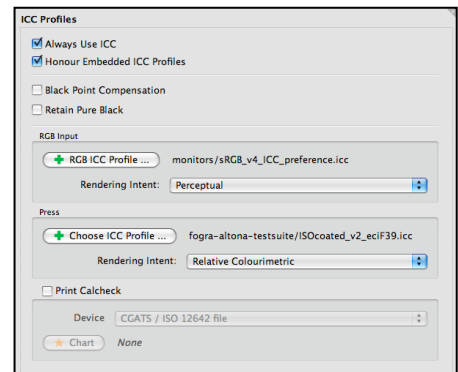 ICC Profiles
Always Use ICC
Honour Embedded ICC Profiles
Black Point Compensation
Retain Pure Black
RGB Input
RGB ICC Profile ... monitors/sRGB_v4_ICC_preference.icc
Rendering Intent: Perceptual
Press
Choose ICC Profile ... fogra-altona-testsuite/ISOcoated_v2_eciF39.icc
Rendering Intent: Relative Colourimetric
Print Calcheck
Device CGATS / ISO 12642 file
Chart None